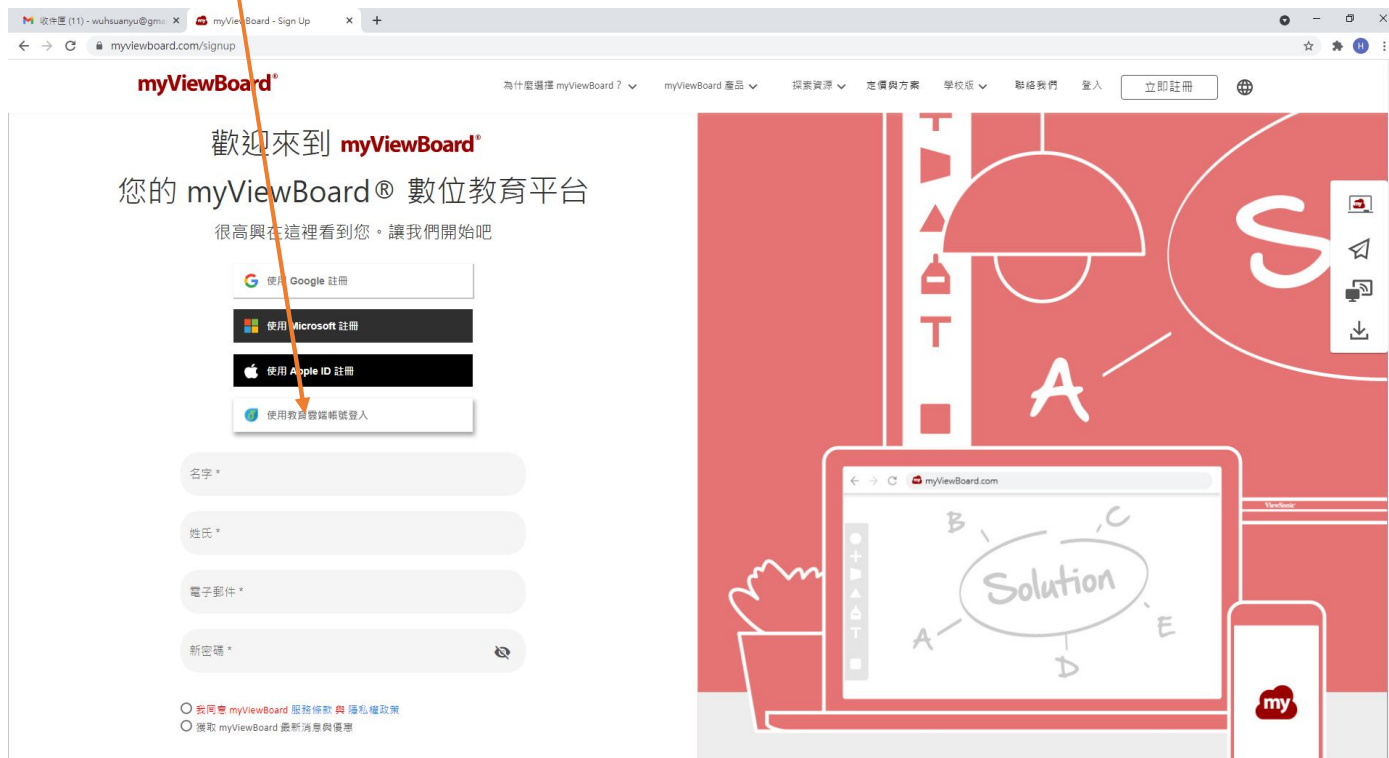 收件匣 (11) - wuhsuanyu@gma
myViewBoard - Sign Up
myviewboard.com/signup
H
myViewBoard®
為什麼選擇 myViewBoard？
myViewBoard 產品
探索資源
定價與方案
學校版
聯絡我們
登入
立即註冊
歡迎來到 myViewBoard®
您的 myViewBoard® 數位教育平台
很高興在這裡看到您。讓我們開始吧
使用 Google 註冊
使用 Microsoft 註冊
使用 Apple ID 註冊
使用教育雲端帳號登入
名字 *
姓氏 *
電子郵件 *
新密碼 *
我同意 myViewBoard 服務條款 與 隱私權政策
獲取 myViewBoard 最新消息與優惠
T
S
A
T
myViewBoard.com
B
C
Solution
A
E
D
T
ViewSonic
my